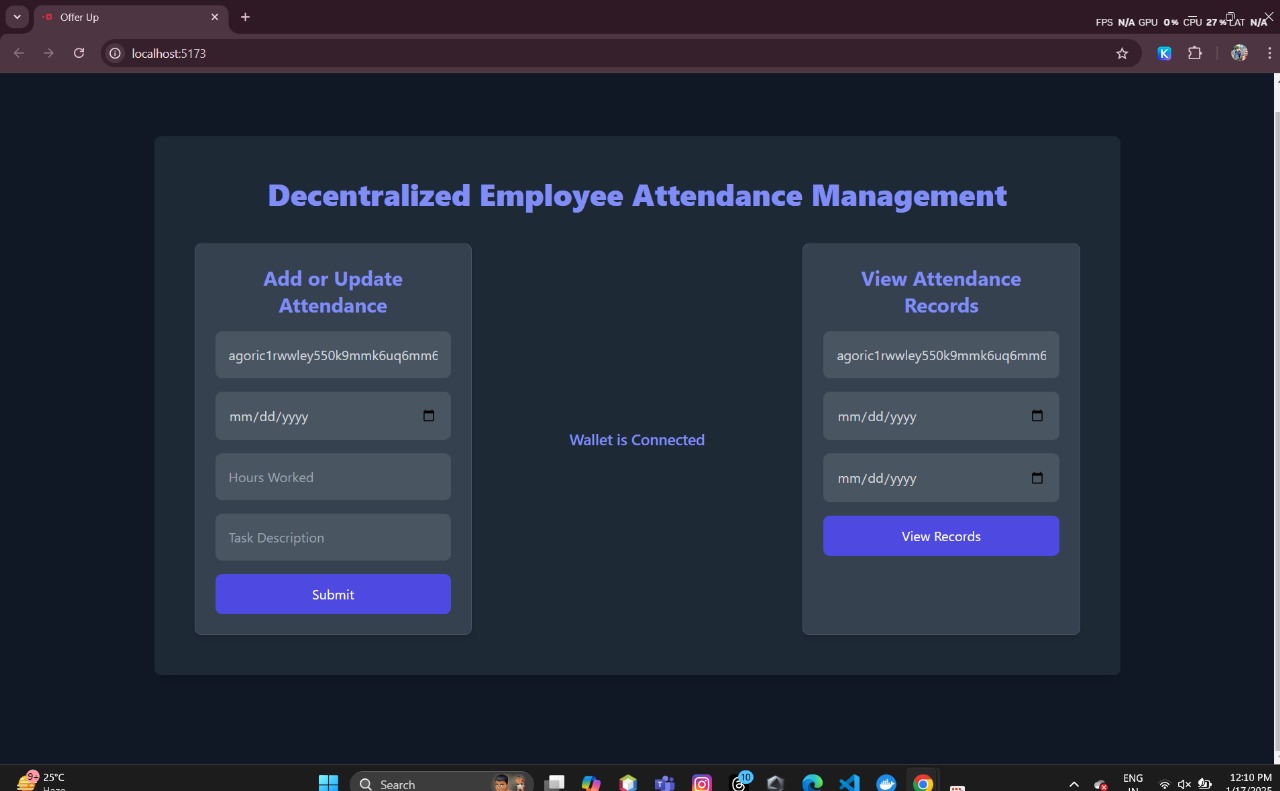 Offer Up
FPS N/A GPU 0% CPU 27% LAT N/A
localhost:5173
K
Decentralized Employee Attendance Management
Add or Update
Attendance
agoric1rwwley550k9mmk6uq6mm6
mm/dd/yyyy
Hours Worked
Task Description
Submit
Wallet is Connected
View Attendance
Records
agoric1rwwley550k9mmk6uq6mm6
mm/dd/yyyy
mm/dd/yyyy
View Records
9+
25°C
Haze
Search
10
ENG
IN
12:10 PM
1/17/2025